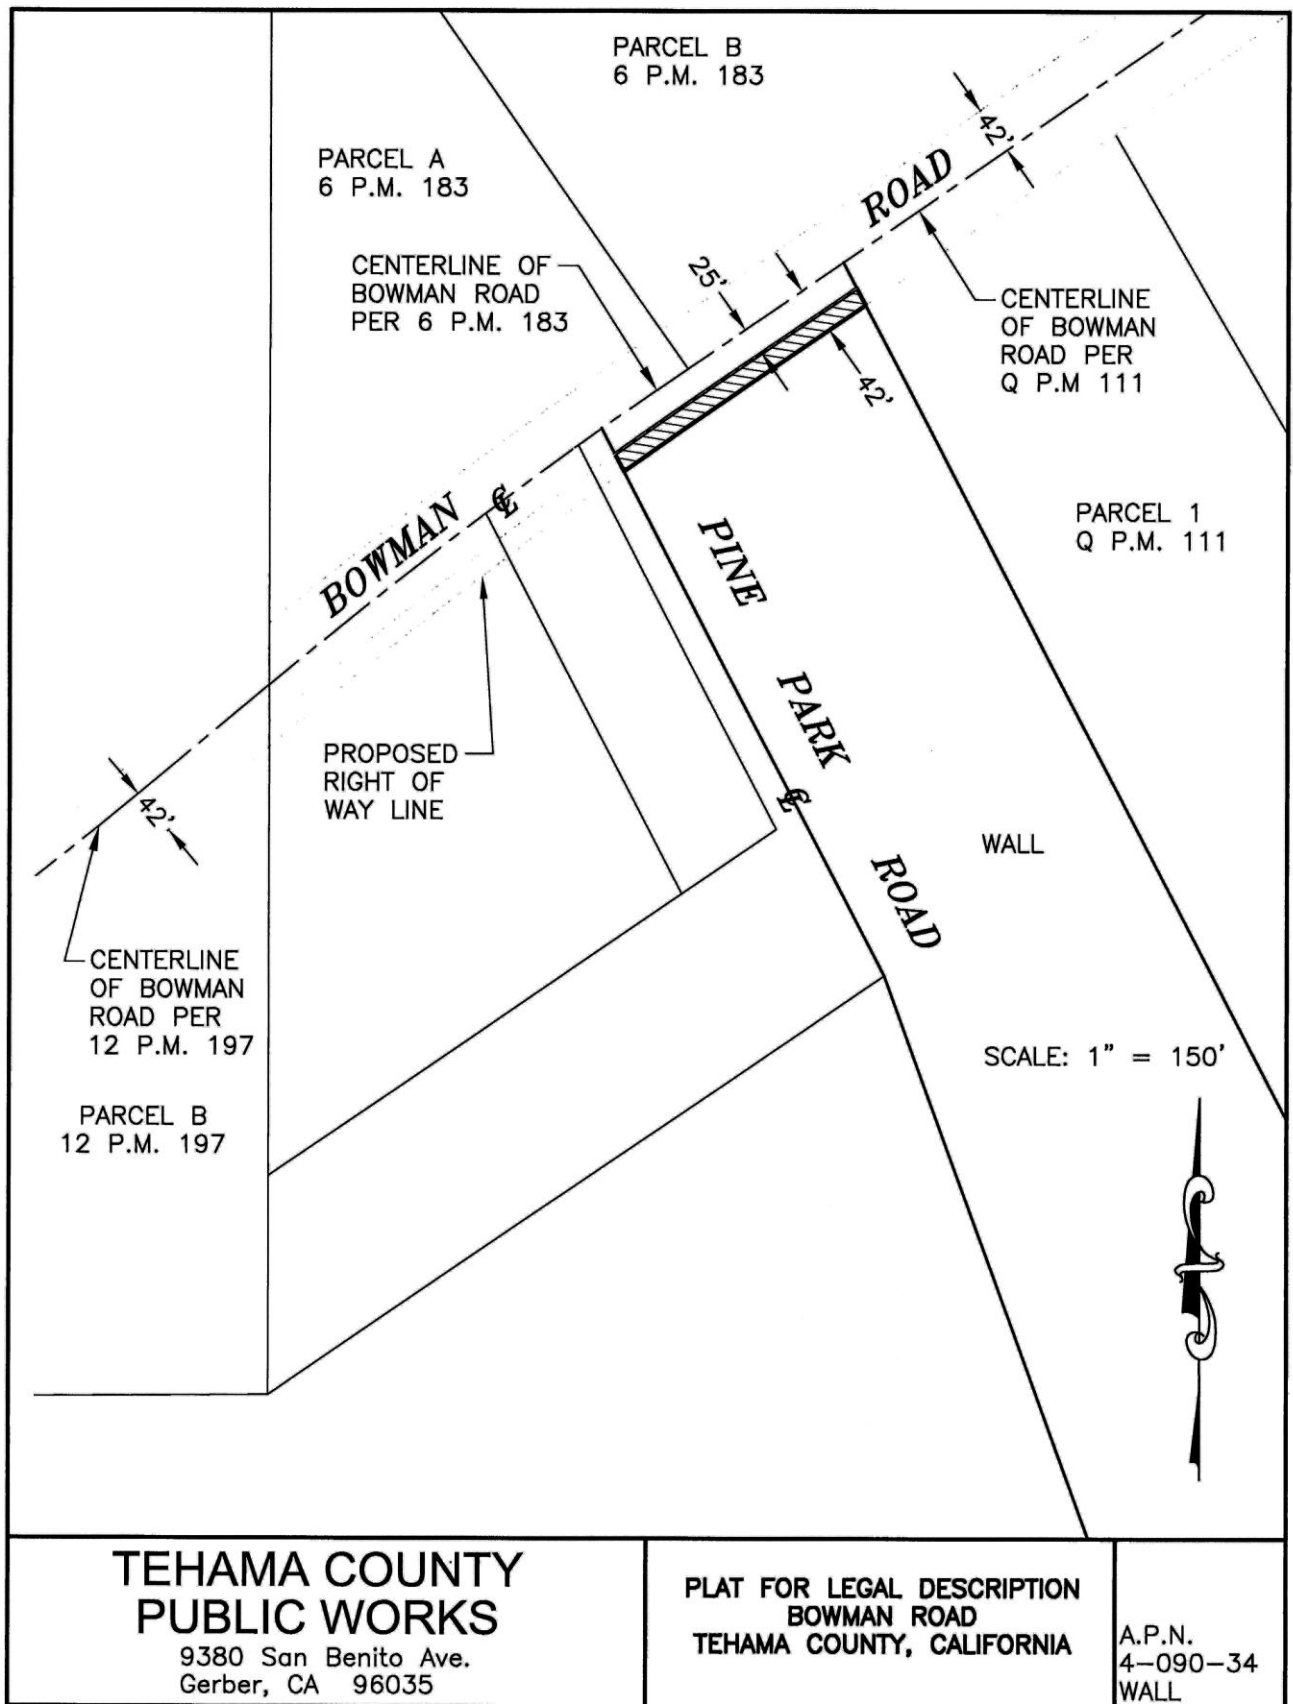 PARCEL B
6 P.M. 183
PARCEL A
6 P.M. 183
42'
ROAD
CENTERLINE OF
BOWMAN ROAD
PER 6 P.M. 183
25'
CENTERLINE
OF BOWMAN
ROAD PER
Q P.M 111
42'
BOWMAN
PARCEL 1
Q P.M. 111
PINE
PARK
ROAD
PROPOSED
RIGHT OF
WAY LINE
42'
WALL
CENTERLINE
OF BOWMAN
ROAD PER
12 P.M. 197
SCALE: 1" = 150'
PARCEL B
12 P.M. 197
TEHAMA COUNTY
PUBLIC WORKS
9380 San Benito Ave.
Gerber, CA 96035
PLAT FOR LEGAL DESCRIPTION
BOWMAN ROAD
TEHAMA COUNTY, CALIFORNIA
A.P.N.
4-090-34
WALL